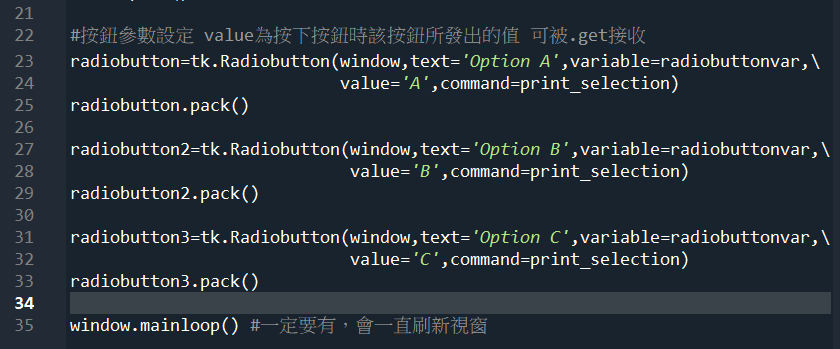 21
22 #按鈕參數設定 value為按下按鈕時該按鈕所發出的值 可被.get接收
23 radiobutton=tk.Radiobutton(window,text='Option A',variable=radiobuttonvar,\
24 value='A',command=print_selection)
25 radiobutton.pack()
26
27 radiobutton2=tk.Radiobutton(window,text='Option B',variable=radiobuttonvar,\
28 value='B',command=print_selection)
29 radiobutton2.pack()
30
31 radiobutton3=tk.Radiobutton(window,text='Option C',variable=radiobuttonvar,\
32 value='C',command=print_selection)
33 radiobutton3.pack()
34
35 window.mainloop() #一定要有，會一直刷新視窗